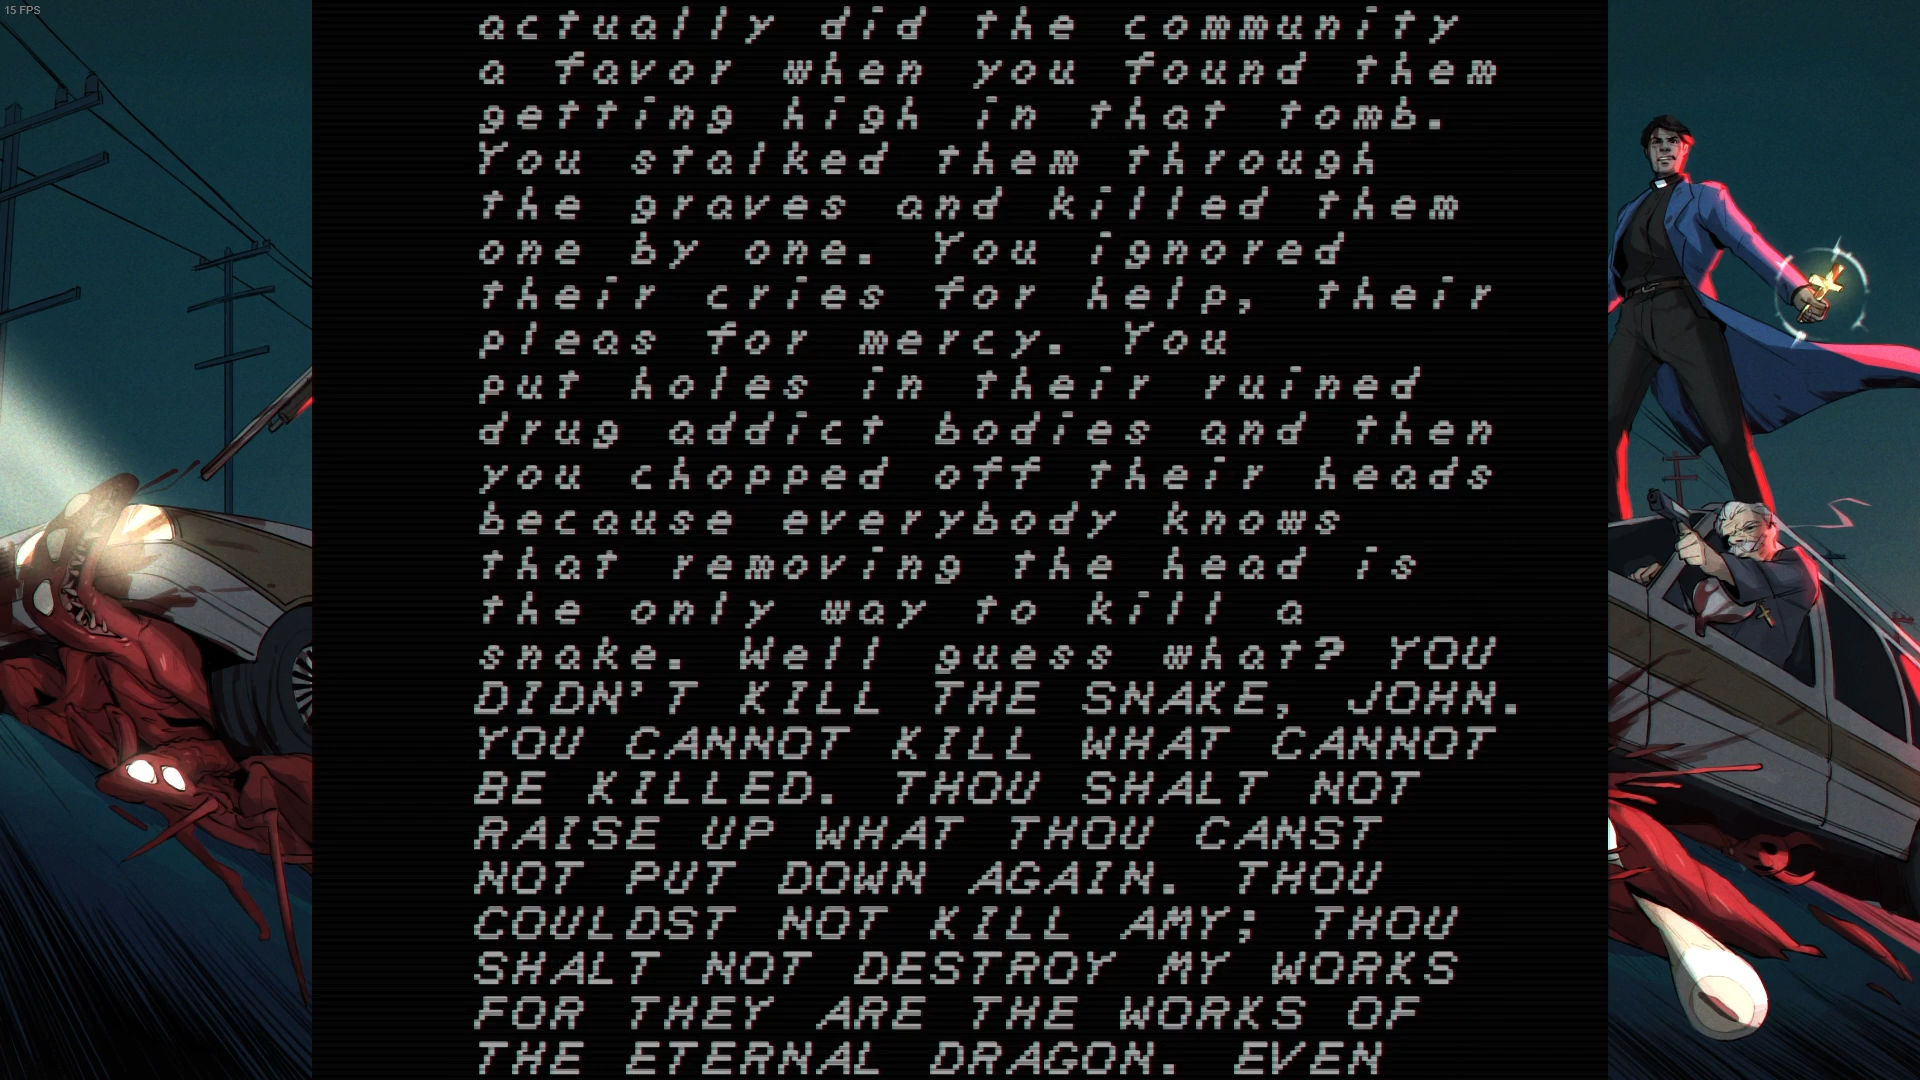 15 FPS
actually did the community
a favor when you found them
getting high in that tomb.
You stalked them through
the graves and killed them
one by one. You ignored
their cries for help, their
pleas for mercy. You
put holes in their ruined
drug addict bodies and then
you chopped off their heads
because everybody knows
that removing the head is
the only way to kill a
snake. Well guess what? YOU
DIDN'T KILL THE SNAKE, JOHN.
YOU CANNOT KILL WHAT CANNOT
BE KILLED. THOU SHALT NOT
RAISE UP WHAT THOU CANST
NOT PUT DOWN AGAIN. THOU
COULDST NOT KILL AMY; THOU
SHALT NOT DESTROY MY WORKS
FOR THEY ARE THE WORKS OF
THE ETERNAL DRAGON. EVEN